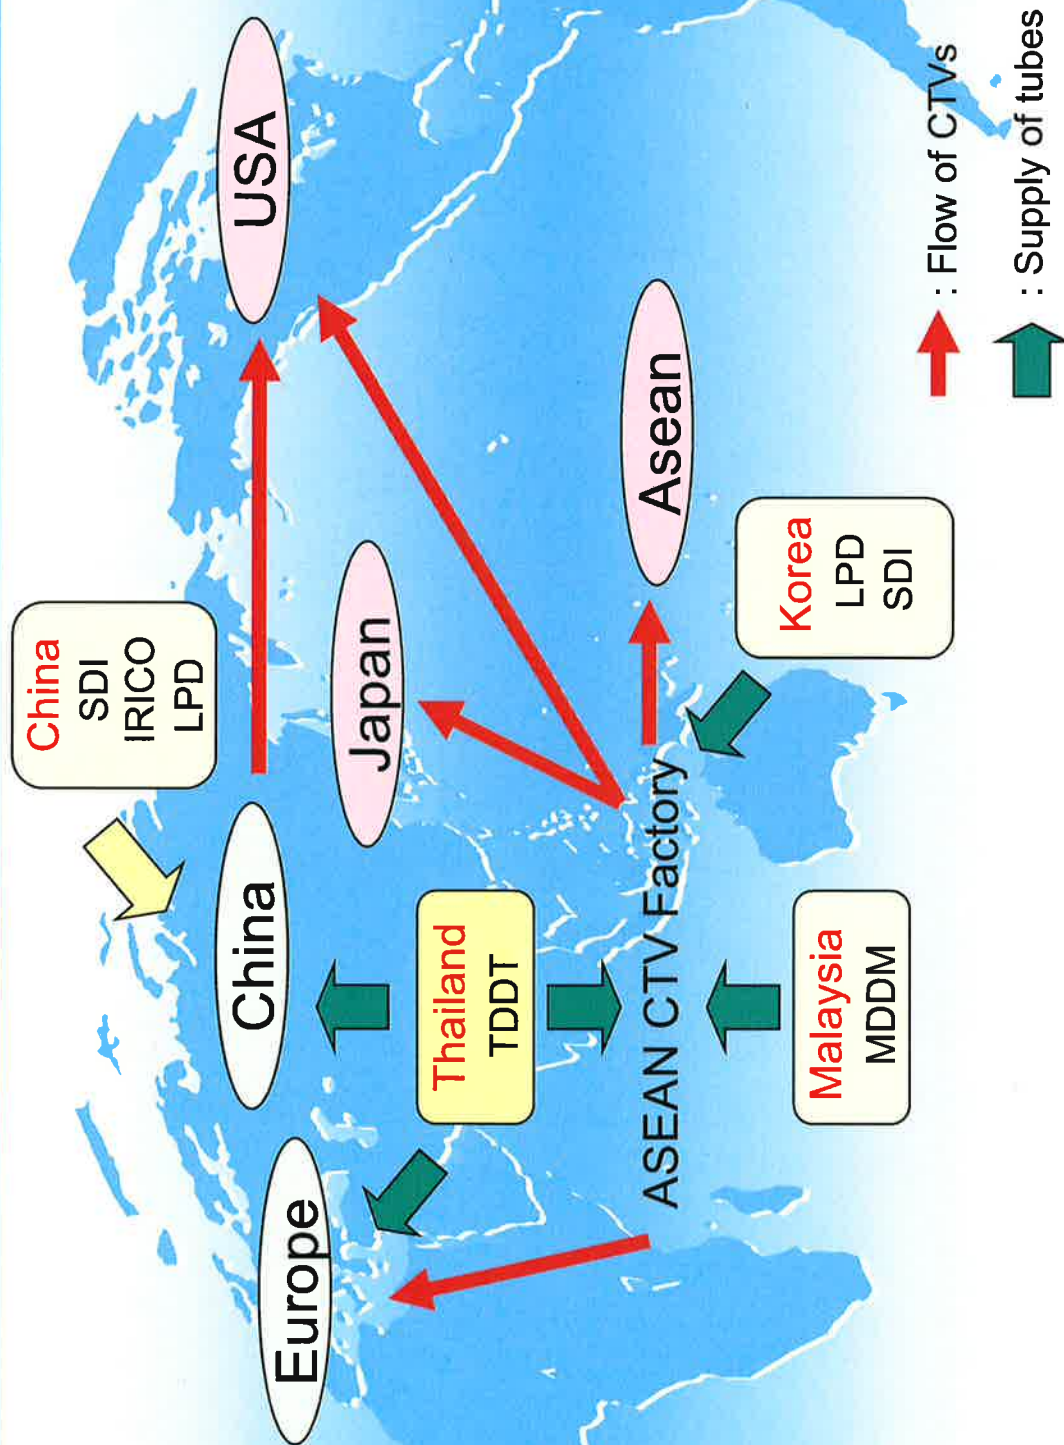 China
SDI
IRICO
LPD
USA
China
Europe
Japan
Thailand
TDDT
Asean
ASEAN CTV Factory
Korea
LPD
SDI
Malaysia
MDDM
: Flow of CTVs
: Supply of tubes